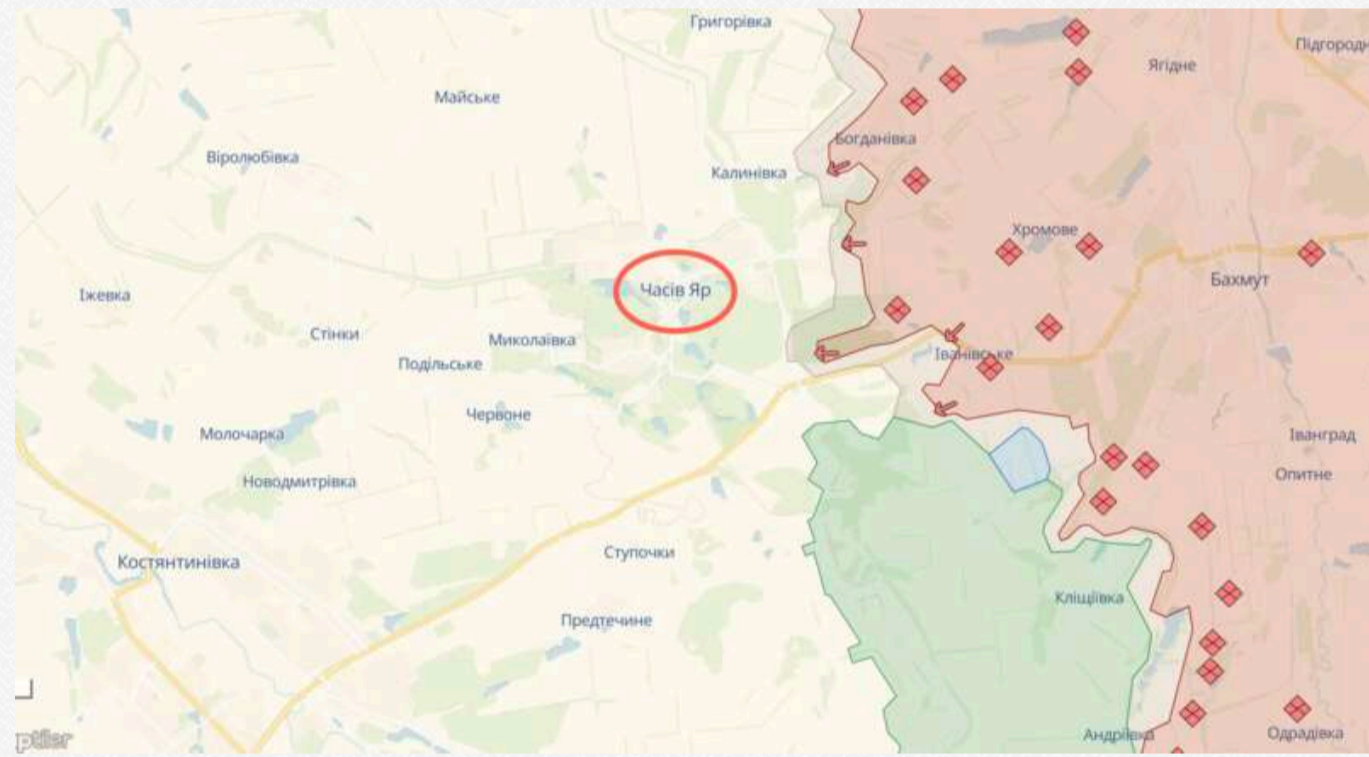 Григорівка
Підгородн
Ягідне
Майське
Богданівка
Віролюбівка
Калинівка
Хромове
Бахмут
Часів Яр
Іжевка
Стінки
Миколаївка
Іванівське
Подільське
Червоне
Молочарка
Іванград
Новодмитрівка
Опитне
Ступочки
Костянтинівка
Кліщіївка
Предтечине
Андріївка
Одрадівка
ptiler